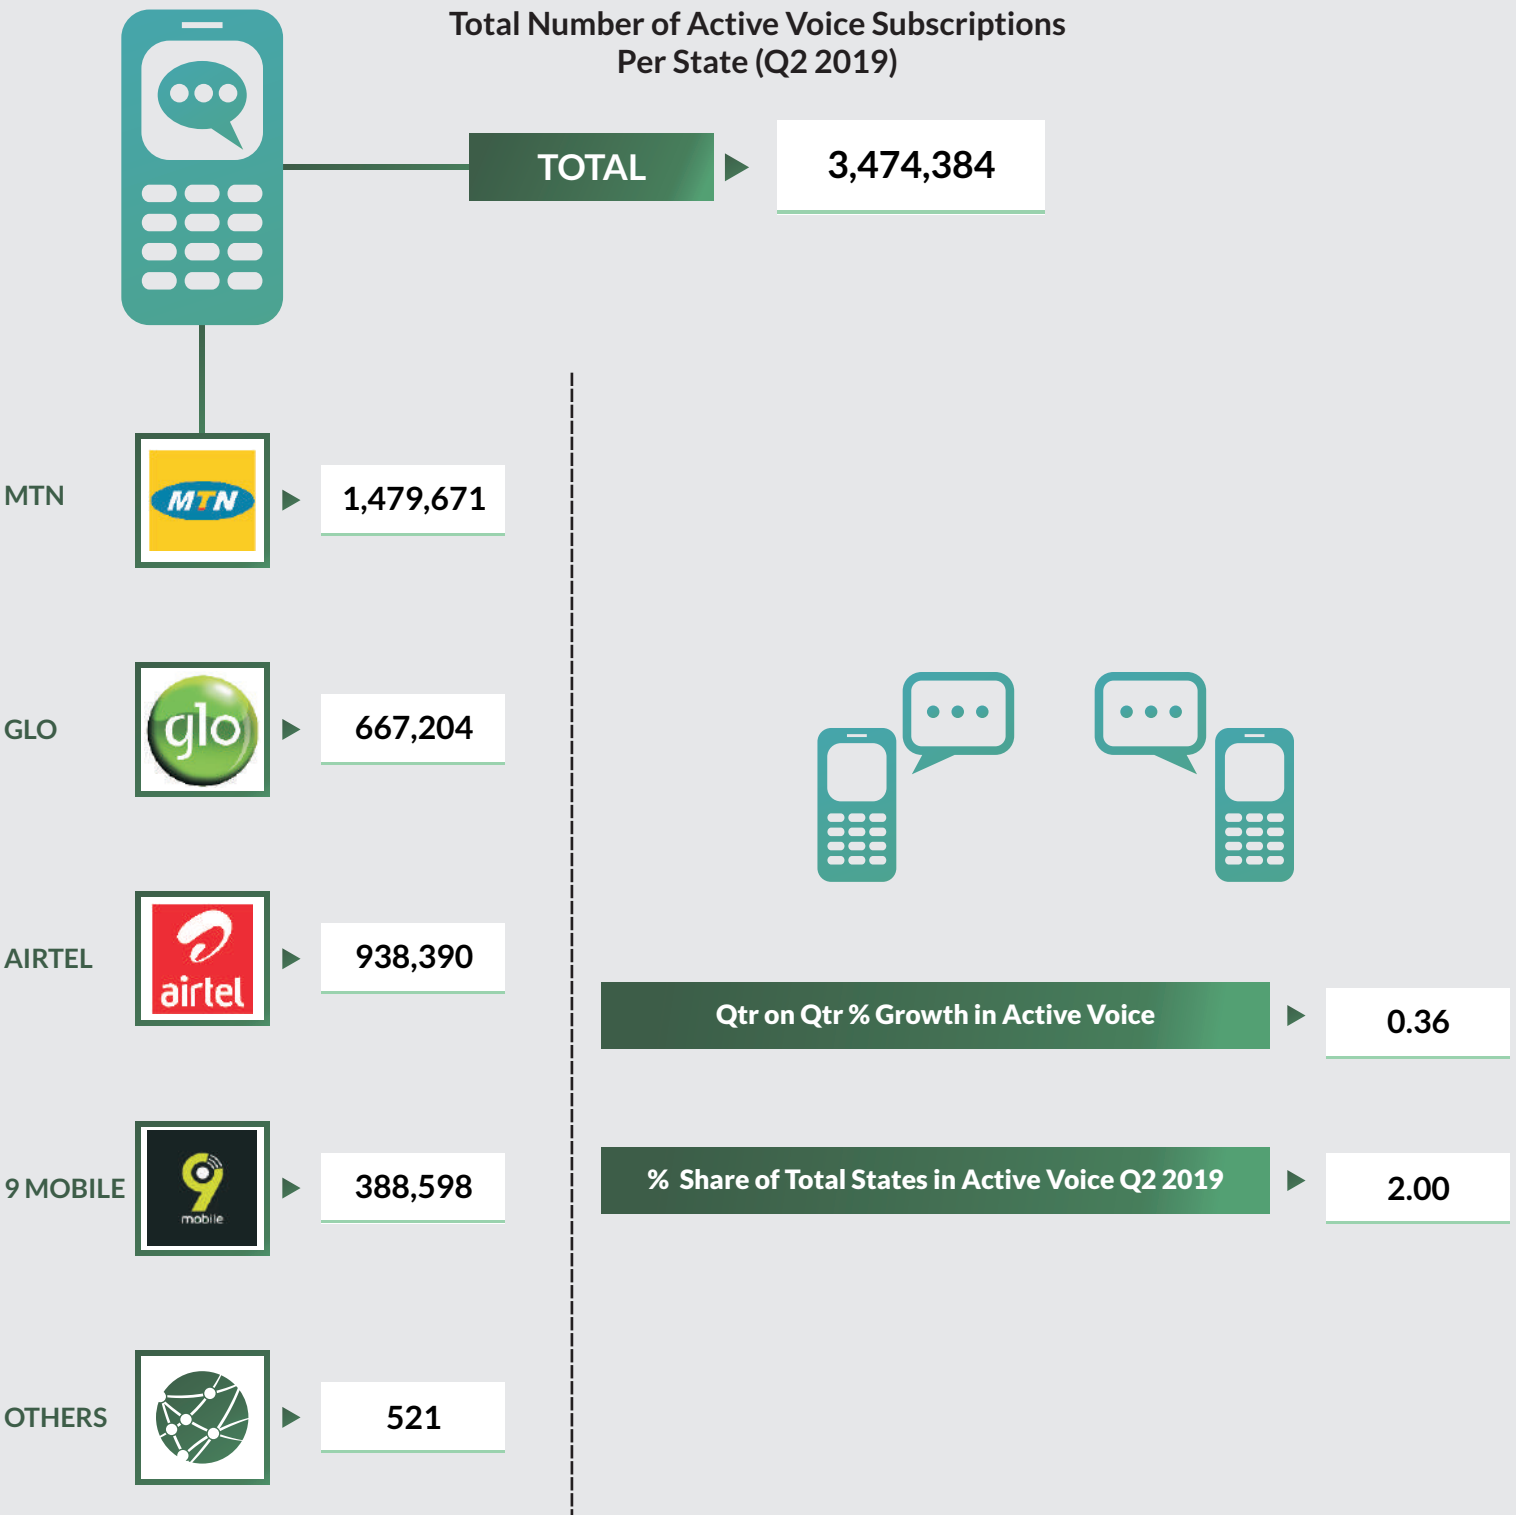 Total Number of Active Voice Subscriptions
Per State (Q2 2019)
TOTAL
3,474,384
MTN
MTN
1,479,671
GLO
glo
667,204
AIRTEL
airtel
938,390
9 MOBILE
9
mobile
388,598
OTHERS
521
Qtr on Qtr % Growth in Active Voice
0.36
% Share of Total States in Active Voice Q2 2019
2.00